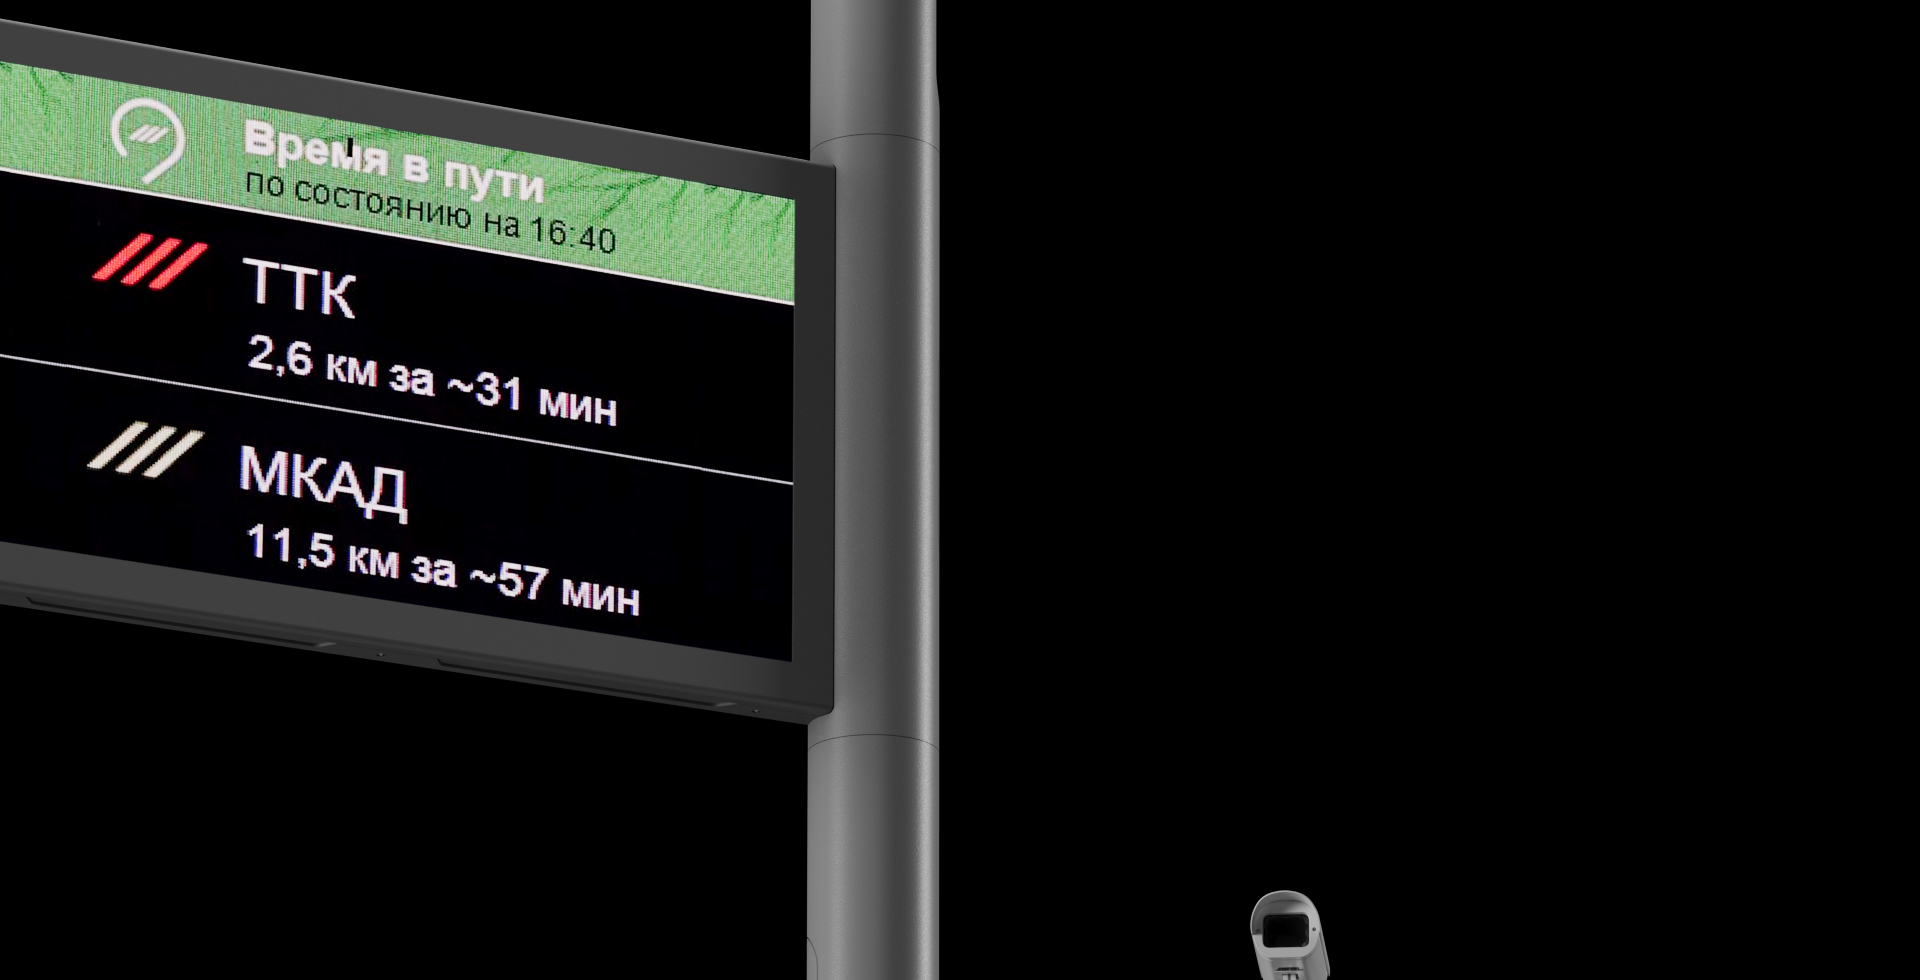 Время в пути
по состоянию на 16:40
ТТК
2,6 км за ~31 мин
МКАД
11,5 км за ~57 мин